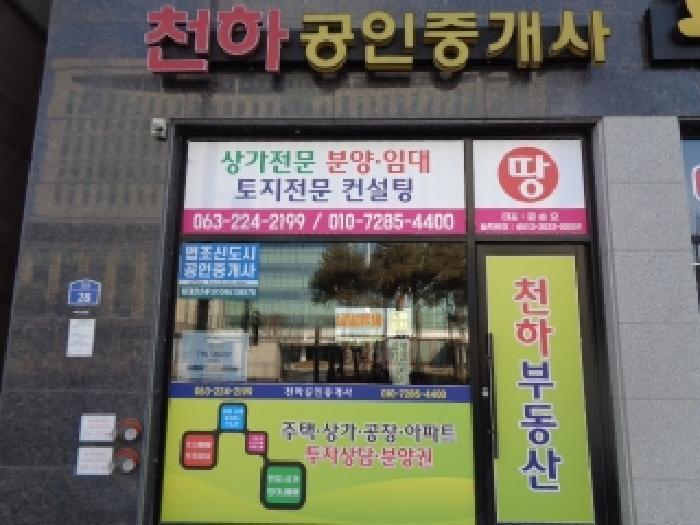 천하 공인중개사
상가전문 분양·임대
토지전문 컨설팅
063-224-2199 / 010-7285-4400
땅
법조신도시
공인중개사
28
063-224-2199 천하공인중개사 010-7285-4400
주택·상가·공장·아파트
투자상담·분양권
천하부동산